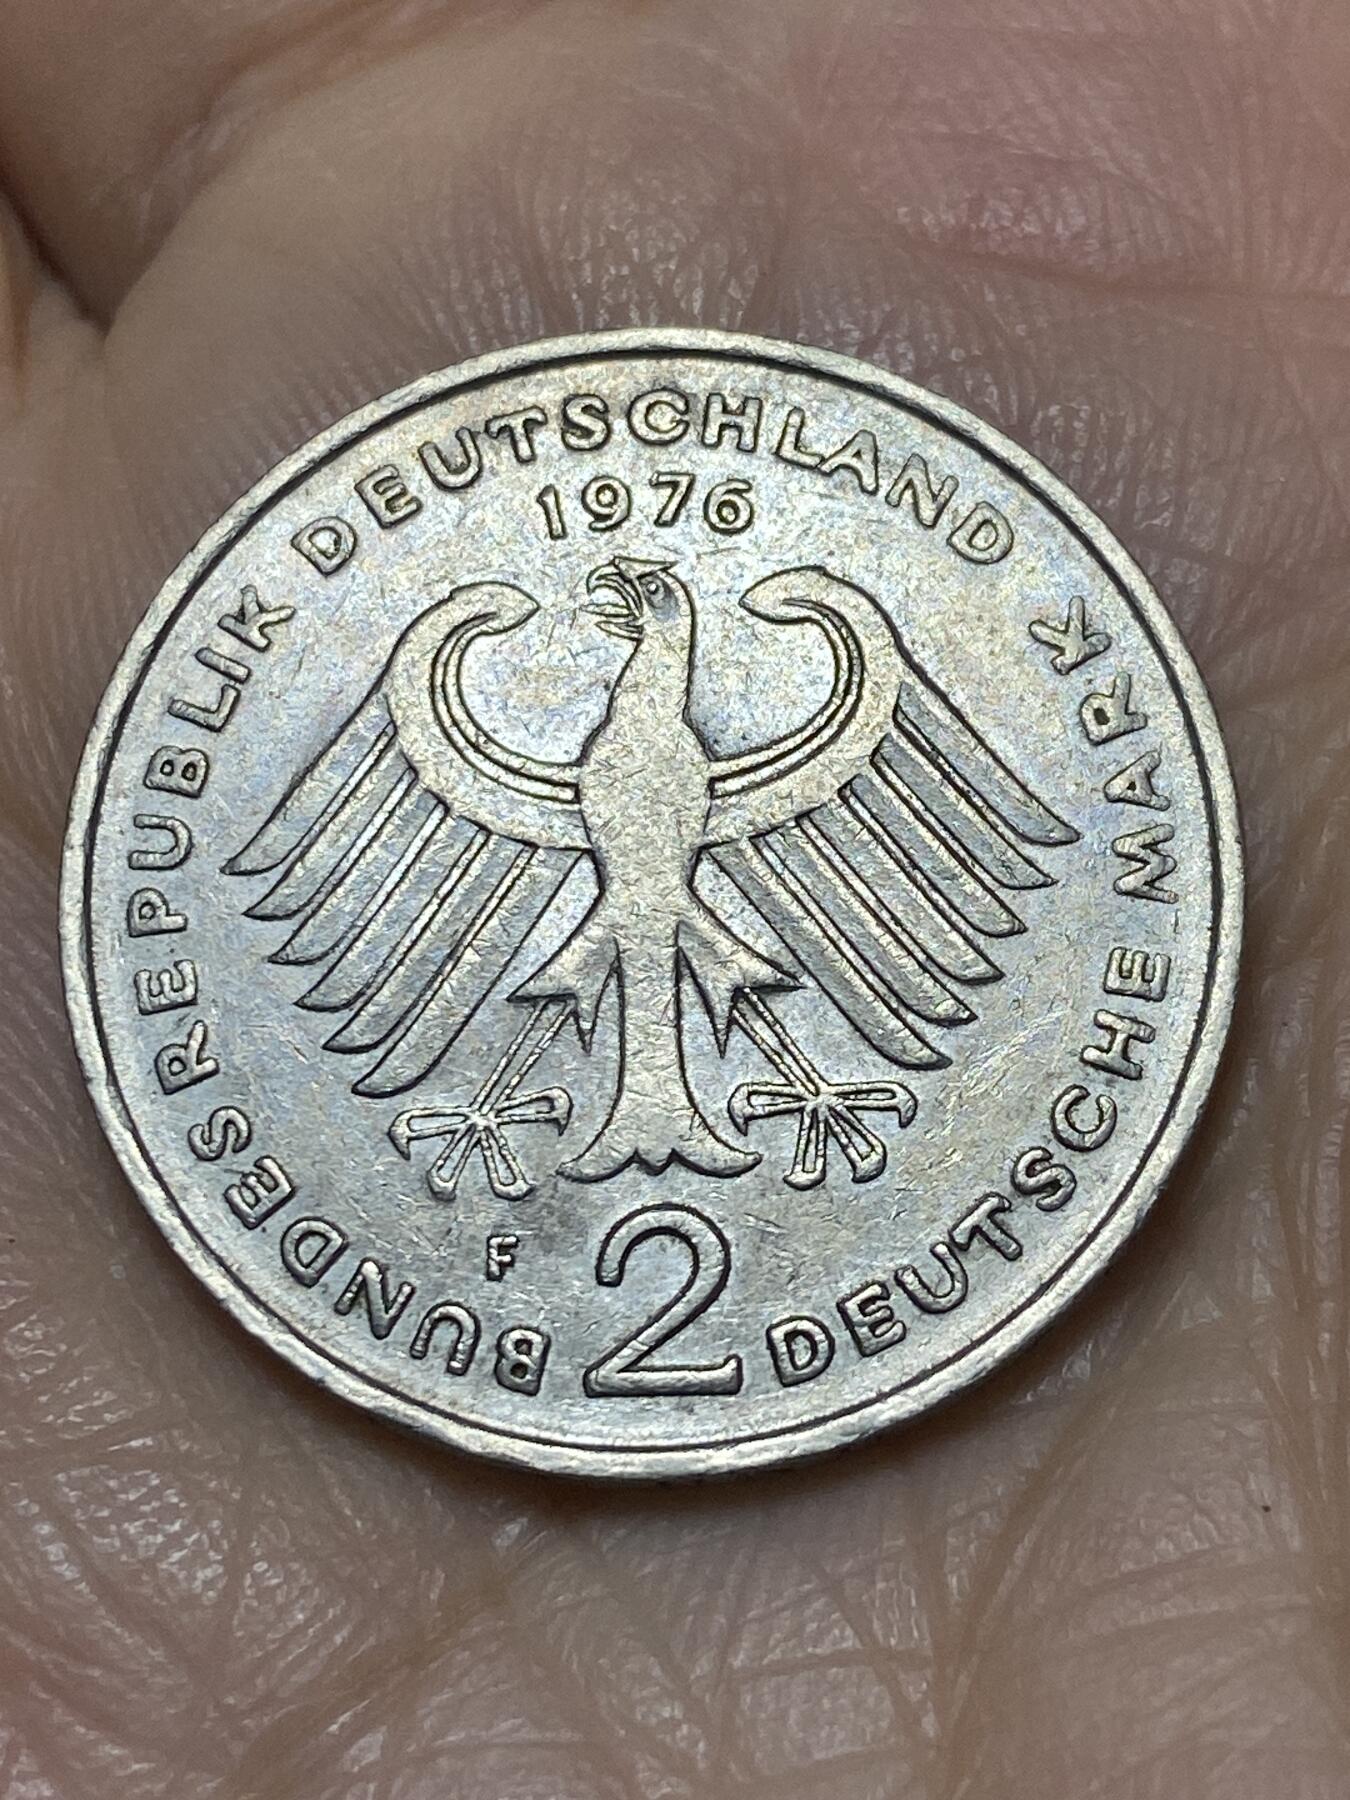 BUNDESREPUBLIK DEUTSCHLAND
1976
F
2
DEUTSCHE MARK